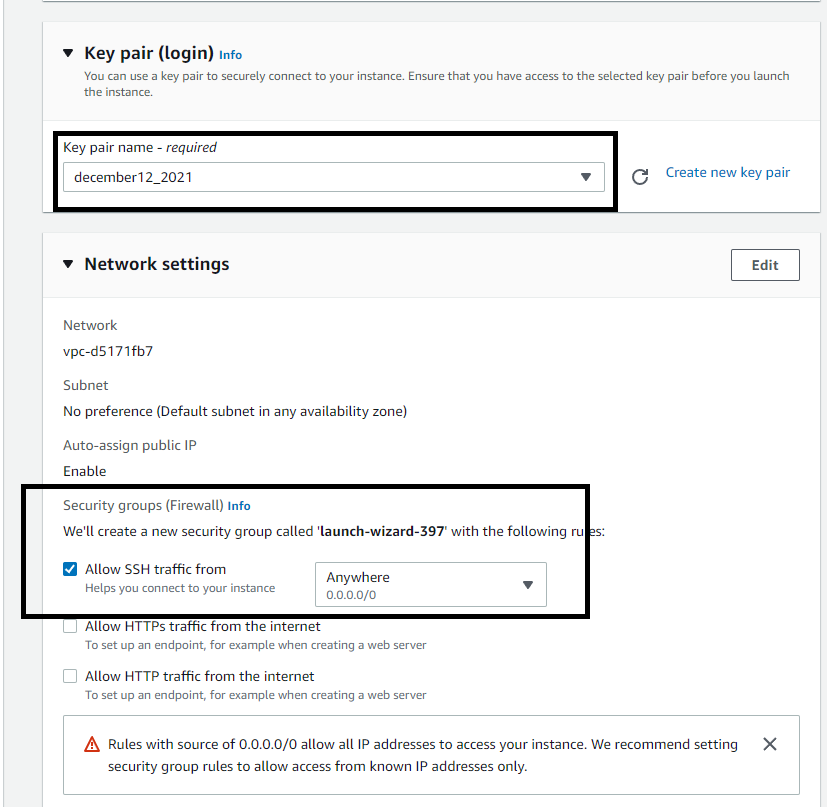 Key pair (login) Info
You can use a key pair to securely connect to your instance. Ensure that you have access to the selected key pair before you launch
the instance.
Key pair name - required
december12_2021
Create new key pair
Network settings
Edit
Network
vpc-d5171fb7
Subnet
No preference (Default subnet in any availability zone)
Auto-assign public IP
Enable
Security groups (Firewall) Info
We'll create a new security group called 'launch-wizard-397' with the following rules:
Allow SSH traffic from
Helps you connect to your instance
Anywhere
0.0.0.0/0
Allow HTTPs traffic from the internet
To set up an endpoint, for example when creating a web server
Allow HTTP traffic from the internet
To set up an endpoint, for example when creating a web server
Rules with source of 0.0.0.0/0 allow all IP addresses to access your instance. We recommend setting
security group rules to allow access from known IP addresses only.